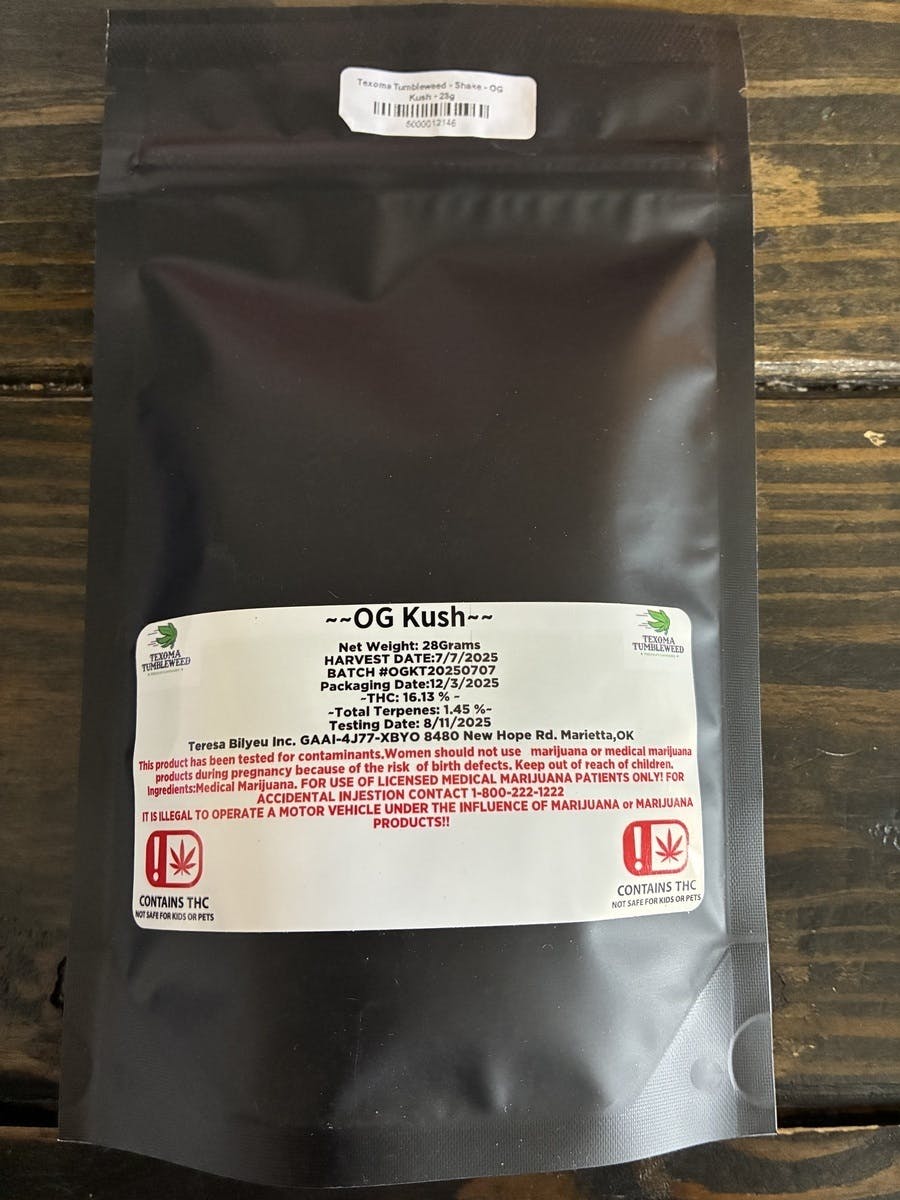 Texoma Tumbleweed - Shake - OG
Kush - 28g
5000012146
~~OG Kush~~
TEXOMA
TUMBLEWEED
TEXOMA
TUMBLEWEED
Net Weight: 28Grams
HARVEST DATE:7/7/2025
BATCH #OGKT20250707
Packaging Date:12/3/2025
~THC: 16.13 % ~
~Total Terpenes: 1.45 %~
Testing Date: 8/11/2025
Teresa Bilyeu Inc. GAAI-4J77-XBYO 8480 New Hope Rd. Marietta,OK
This product has been tested for contaminants.Women should not use marijuana or medical marijuana
products during pregnancy because of the risk of birth defects. Keep out of reach of children.
Ingredients:Medical Marijuana. FOR USE OF LICENSED MEDICAL MARIJUANA PATIENTS ONLY! FOR
ACCIDENTAL INJESTION CONTACT 1-800-222-1222
IT IS ILLEGAL TO OPERATE A MOTOR VEHICLE UNDER THE INFLUENCE OF MARIJUANA or MARIJUANA
PRODUCTS!!
CONTAINS THC
NOT SAFE FOR KIDS OR PETS
CONTAINS THC
NOT SAFE FOR KIDS OR PETS